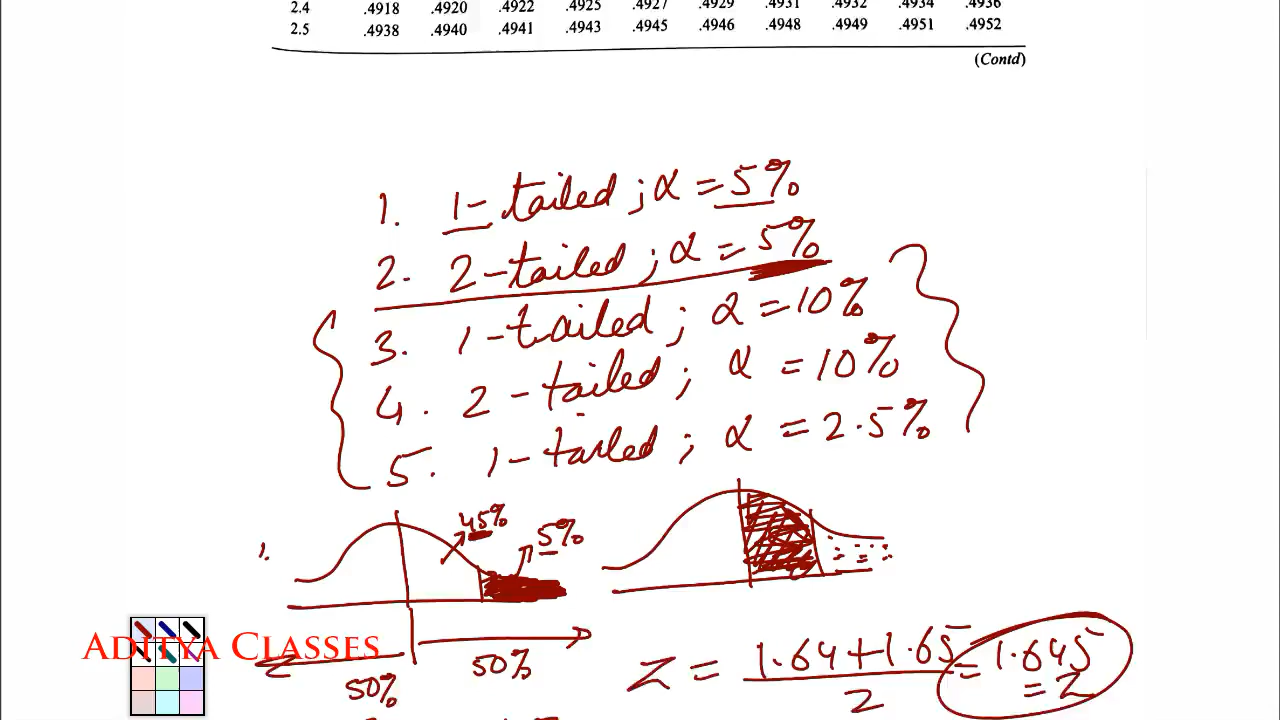 2.4 .4918 .4920 .4922 .4925 .4927 .4929 .4931 .4932 .4934 .4936
2.5 .4938 .4940 .4941 .4943 .4945 .4946 .4948 .4949 .4951 .4952
(Contd)
1. 1-tailed ; α = 5%
2. 2-tailed ; α = 5%
3. 1-tailed ; α = 10%
4. 2-tailed ; α = 10%
5. 1-tailed ; α = 2.5%
1. 45% 5%
50% 50%
Z = 1.64 + 1.65 / 2 = 1.645 = Z
ADITYA CLASSES